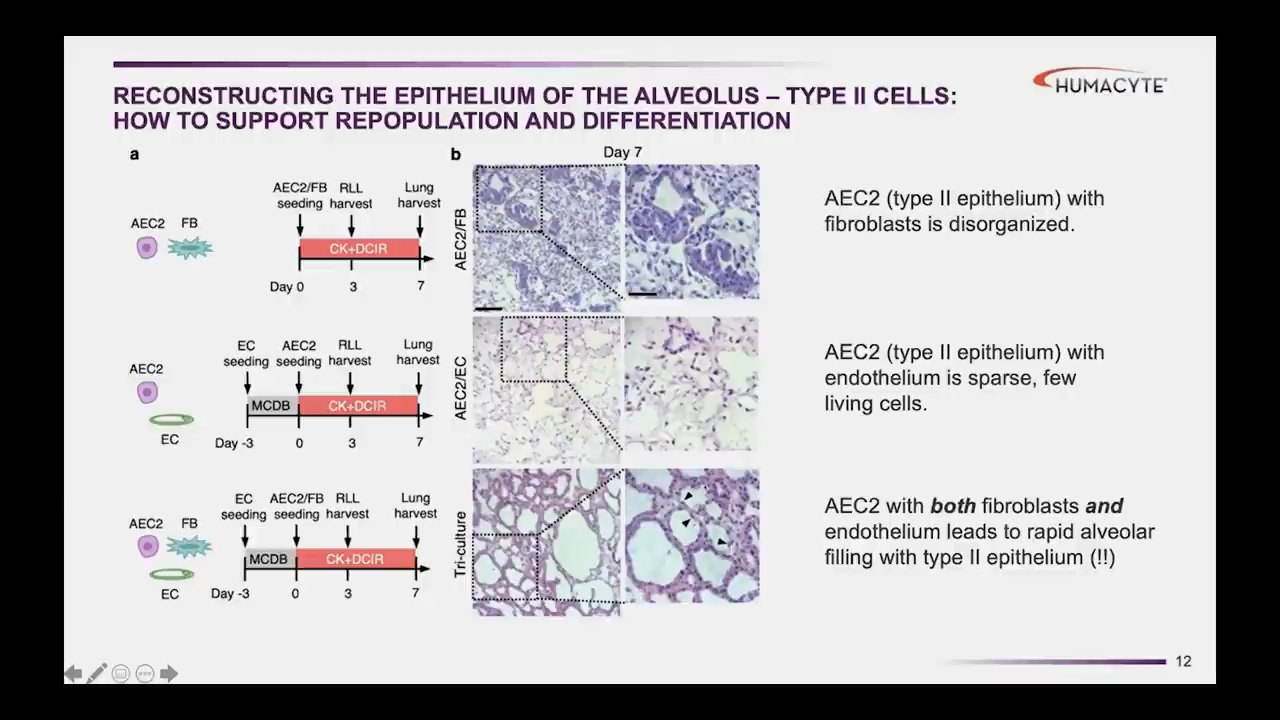 HUMACYTE
RECONSTRUCTING THE EPITHELIUM OF THE ALVEOLUS – TYPE II CELLS:
HOW TO SUPPORT REPOPULATION AND DIFFERENTIATION
a
b
Day 7
AEC2/FB RLL Lung
seeding harvest harvest
AEC2 FB
CK+DCIR
Day 0 3 7
AEC2/FB
AEC2 (type II epithelium) with
fibroblasts is disorganized.
EC AEC2 RLL Lung
seeding seeding harvest harvest
AEC2
MCDB CK+DCIR
EC
Day -3 0 3 7
AEC2/EC
AEC2 (type II epithelium) with
endothelium is sparse, few
living cells.
EC AEC2/FB RLL Lung
seeding seeding harvest harvest
AEC2 FB
MCDB CK+DCIR
EC
Day -3 0 3 7
Tri-culture
AEC2 with both fibroblasts and
endothelium leads to rapid alveolar
filling with type II epithelium (!!)
12